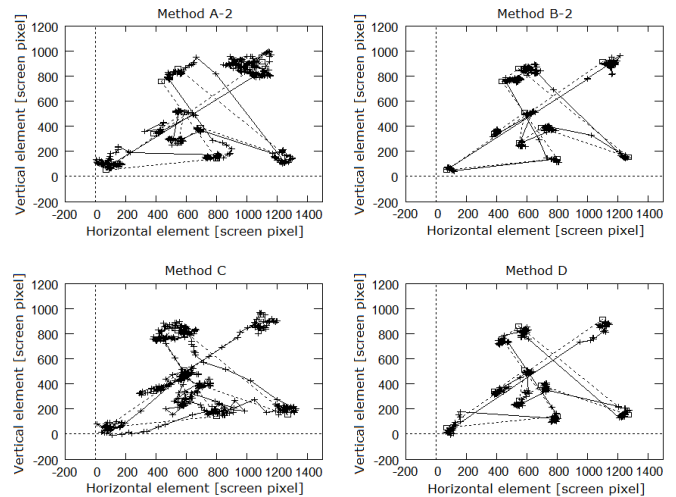 Method A-2
Vertical element [screen pixel]
1200
1000
800
600
400
200
0
-200
-200 0 200 400 600 800 1000 1200 1400
Horizontal element [screen pixel]
Method B-2
Vertical element [screen pixel]
1200
1000
800
600
400
200
0
-200
-200 0 200 400 600 800 1000 1200 1400
Horizontal element [screen pixel]
Method C
Vertical element [screen pixel]
1200
1000
800
600
400
200
0
-200
-200 0 200 400 600 800 1000 1200 1500
Horizontal element [screen pixel]
Method D
Vertical element [screen pixel]
1200
1000
800
600
400
200
0
-200
-200 0 200 400 600 800 1000 1200 1500
Horizontal element [screen pixel]